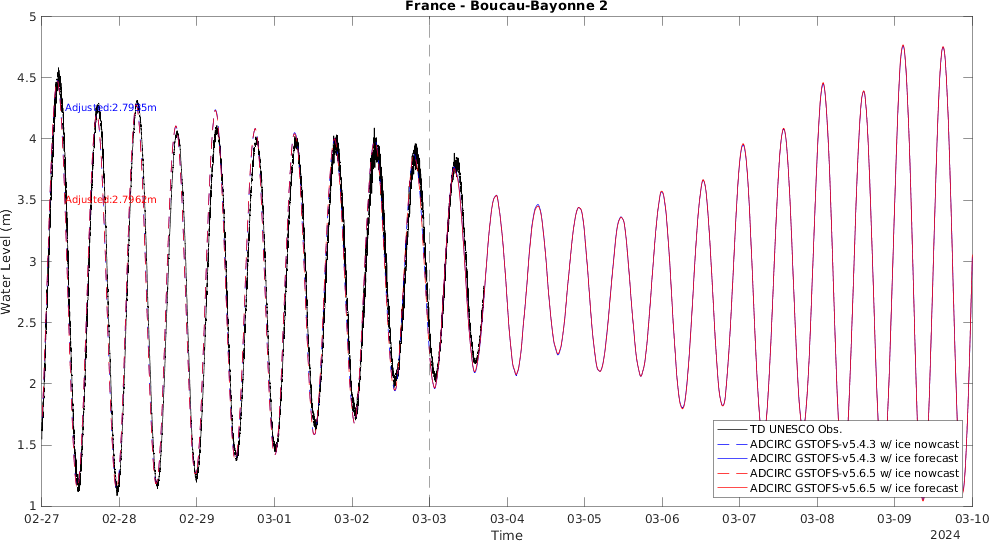 France - Boucau-Bayonne 2
5
4.5
4
3.5
3
2.5
2
1.5
1
Water Level (m)
Adjusted:2.7955m
Adjusted:2.7962m
TD UNESCO Obs.
ADCIRC GSTOFS-v5.4.3 w/ ice nowcast
ADCIRC GSTOFS-v5.4.3 w/ ice forecast
ADCIRC GSTOFS-v5.6.5 w/ ice nowcast
ADCIRC GSTOFS-v5.6.5 w/ ice forecast
02-27 02-28 02-29 03-01 03-02 03-03 03-04 03-05 03-06 03-07 03-08 03-09 03-10
Time
2024